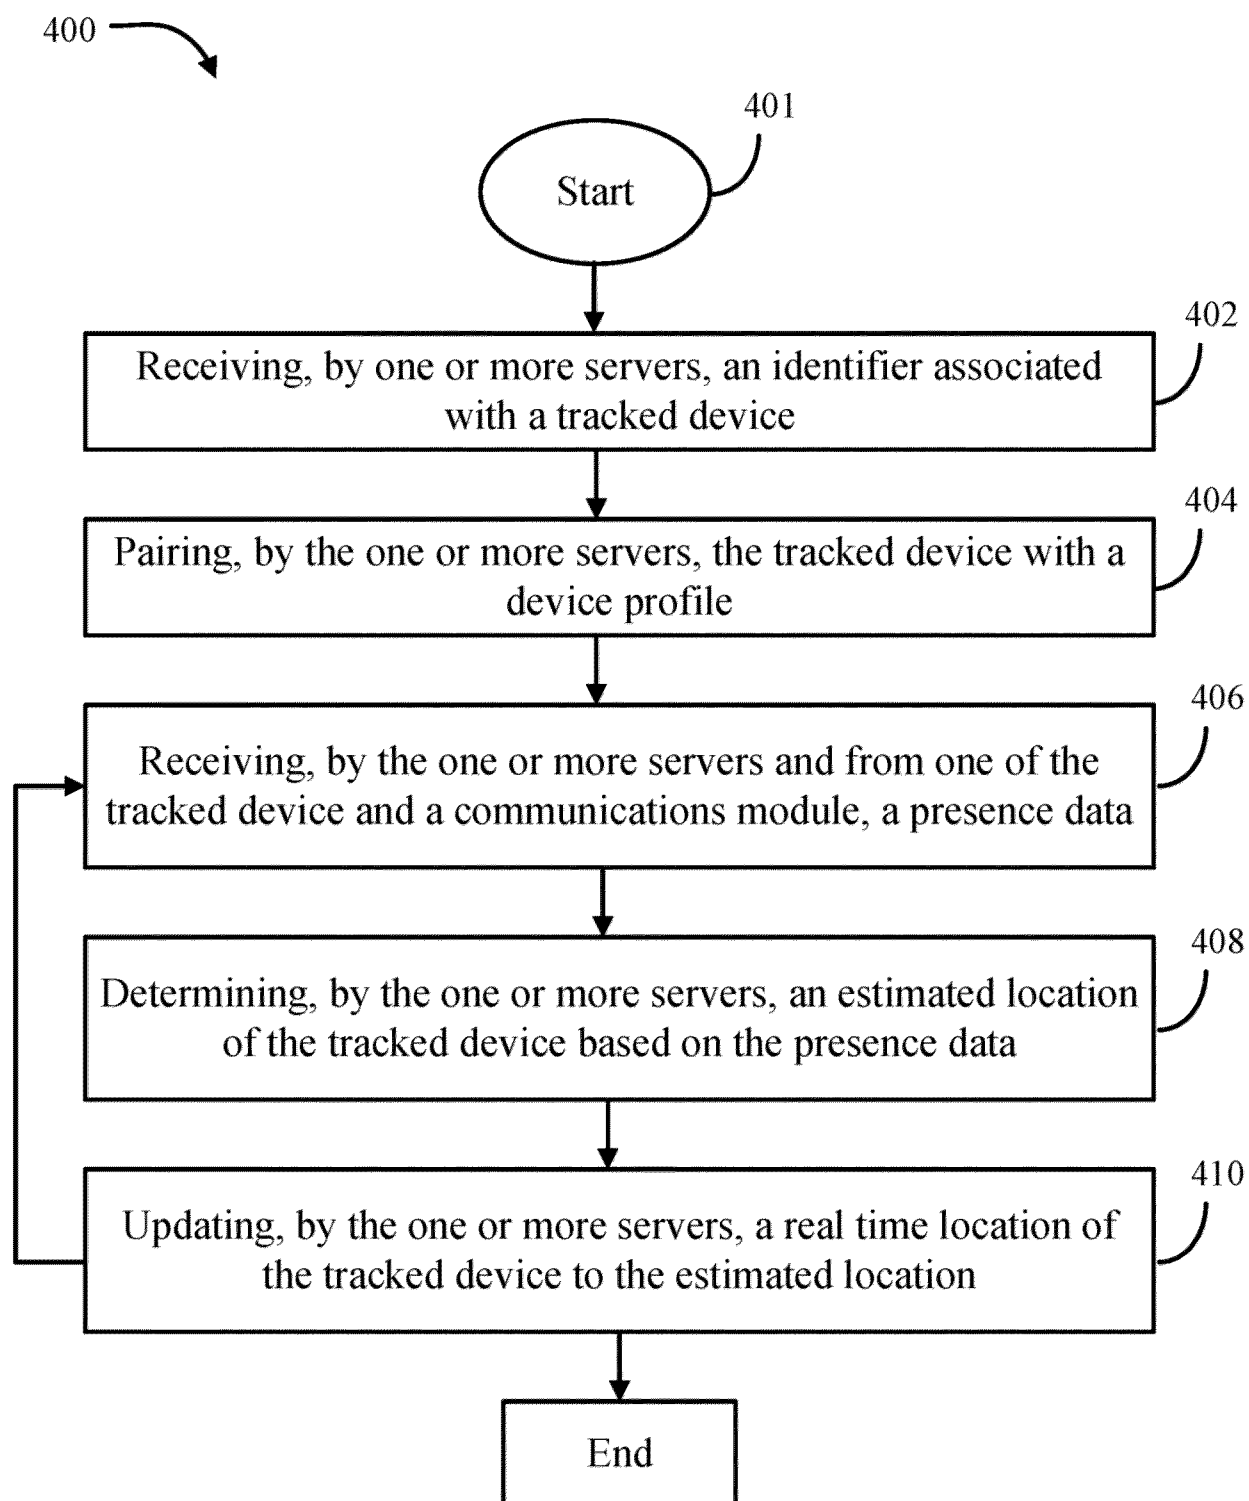 400
401
Start
402
Receiving, by one or more servers, an identifier associated
with a tracked device
404
Pairing, by the one or more servers, the tracked device with a
device profile
406
Receiving, by the one or more servers and from one of the
tracked device and a communications module, a presence data
408
Determining, by the one or more servers, an estimated location
of the tracked device based on the presence data
410
Updating, by the one or more servers, a real time location of
the tracked device to the estimated location
End